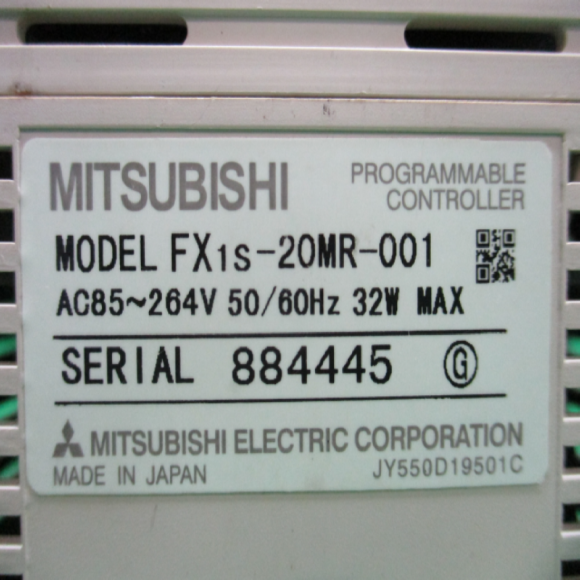 MITSUBISHI PROGRAMMABLE CONTROLLER
MODEL FX1S-20MR-001
AC85~264V 50/60Hz 32W MAX
SERIAL 884445 G
MITSUBISHI ELECTRIC CORPORATION
MADE IN JAPAN JY550D19501C